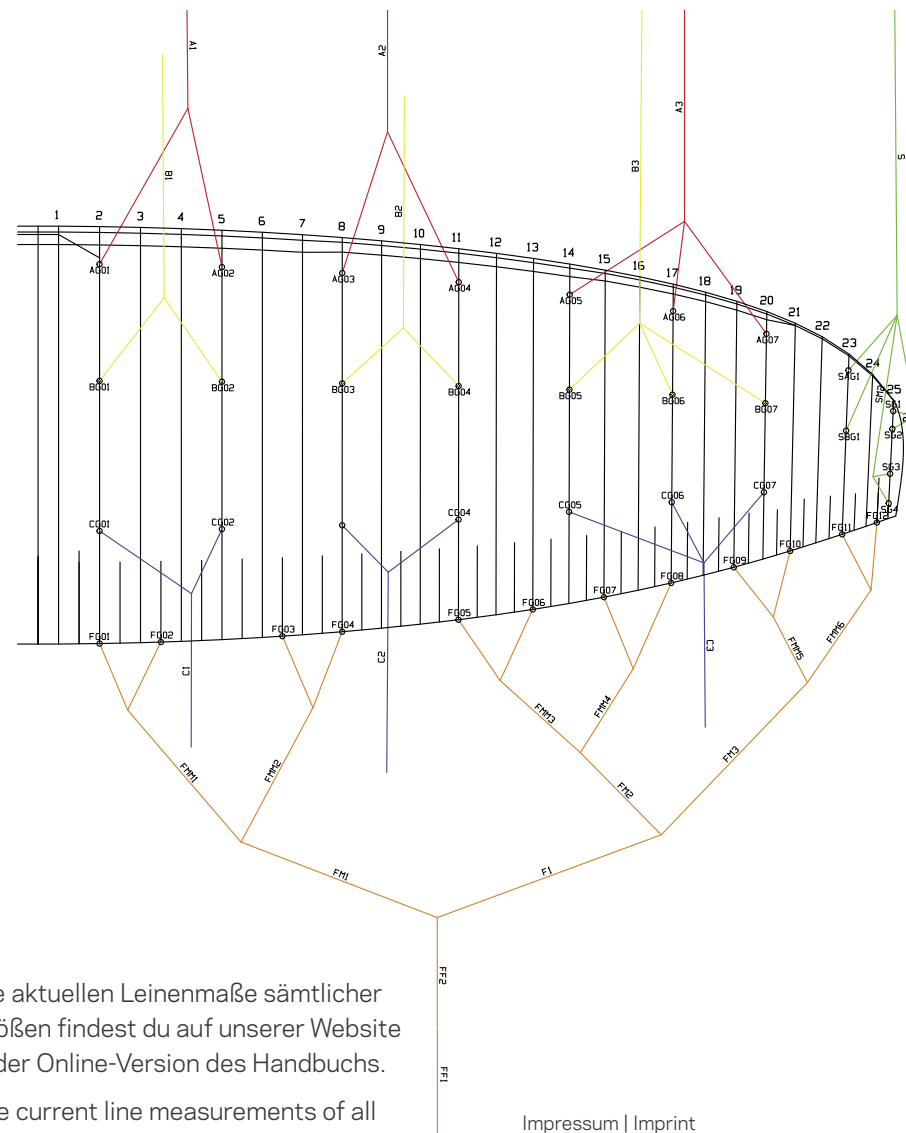 A1
A2
A3
B1
B2
B3
S
1 2 3 4 5 6 7 8 9 10 11 12 13 14 15 16 17 18 19 20 21 22 23 24 25
AG01 AG02 AG03 AG04 AG05 AG06 AG07
SAG1
BG01 BG02 BG03 BG04 BG05 BG06 BG07
SBG1
SG1
SG2
SG3
SG4
CG01 CG02 CG04 CG05 CG06 CG07
FG01 FG02 FG03 FG04 FG05 FG06 FG07 FG08 FG09 FG10 FG11 FG12
C1
C2
C3
FMM1
FMM2
FMM3
FMM4
FMM5
FMM6
FM1
FM2
FM3
F1
FF2
FF1
e aktuellen Leinenmaße sämtlicher
ößen findest du auf unserer Website
der Online-Version des Handbuchs.
e current line measurements of all
Impressum | Imprint